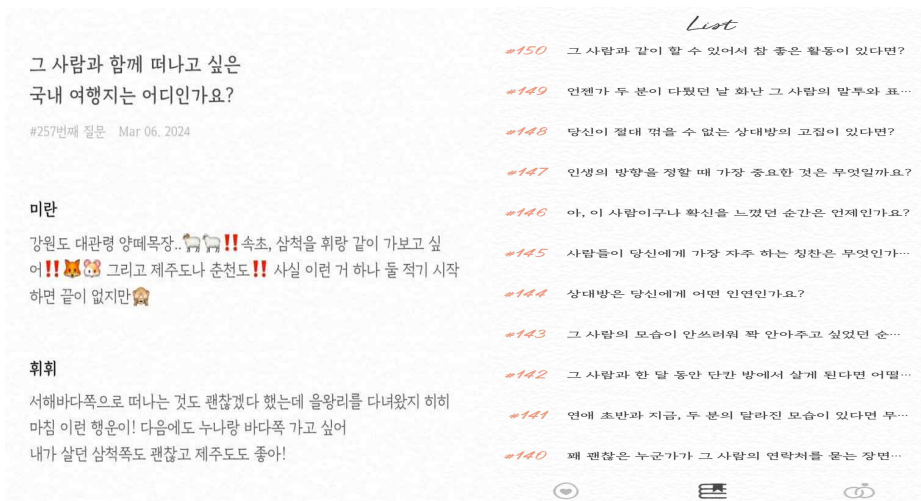 그 사람과 함께 떠나고 싶은
국내 여행지는 어디인가요?
#257번째 질문 Mar 06, 2024
미란
강원도 대관령 양떼목장..🐑🐑‼️속초, 삼척을 휘랑 같이 가보고 싶
어‼️🦊🐹 그리고 제주도나 춘천도‼️ 사실 이런 거 하나 둘 적기 시작
하면 끝이 없지만🙈
휘휘
서해바다쪽으로 떠나는 것도 괜찮겠다 했는데 을왕리를 다녀왔지 히히
마침 이런 행운이! 다음에도 누나랑 바다쪽 가고 싶어
내가 살던 삼척쪽도 괜찮고 제주도도 좋아!
List
#150 그 사람과 같이 할 수 있어서 참 좋은 활동이 있다면?
#149 언젠가 두 분이 다퉜던 날 화난 그 사람의 말투와 표…
#148 당신이 절대 꺾을 수 없는 상대방의 고집이 있다면?
#147 인생의 방향을 정할 때 가장 중요한 것은 무엇일까요?
#146 아, 이 사람이구나 확신을 느꼈던 순간은 언제인가요?
#145 사람들이 당신에게 가장 자주 하는 칭찬은 무엇인가…
#144 상대방은 당신에게 어떤 인연인가요?
#143 그 사람의 모습이 안쓰러워 꽉 안아주고 싶었던 순…
#142 그 사람과 한 달 동안 단칸 방에서 살게 된다면 어떨…
#141 연애 초반과 지금, 두 분의 달라진 모습이 있다면 무…
#140 꽤 괜찮은 누군가가 그 사람의 연락처를 묻는 장면…